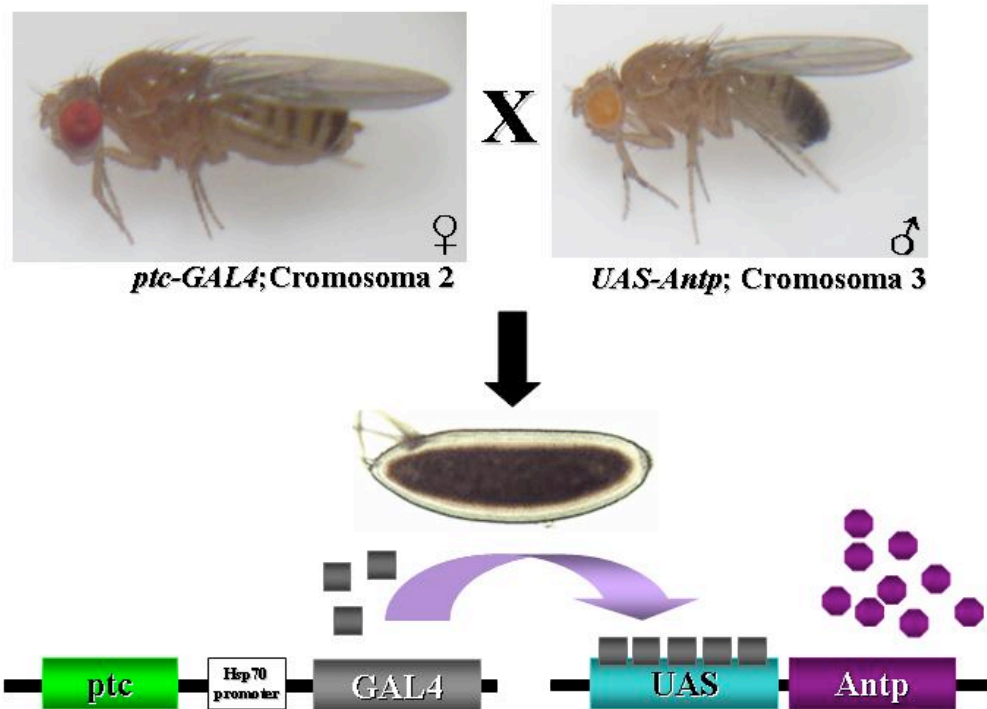 X
♀
♂
ptc-GAL4;Cromosoma 2
UAS-Antp; Cromosoma 3
ptc
Hsp70
promoter
GAL4
UAS
Antp